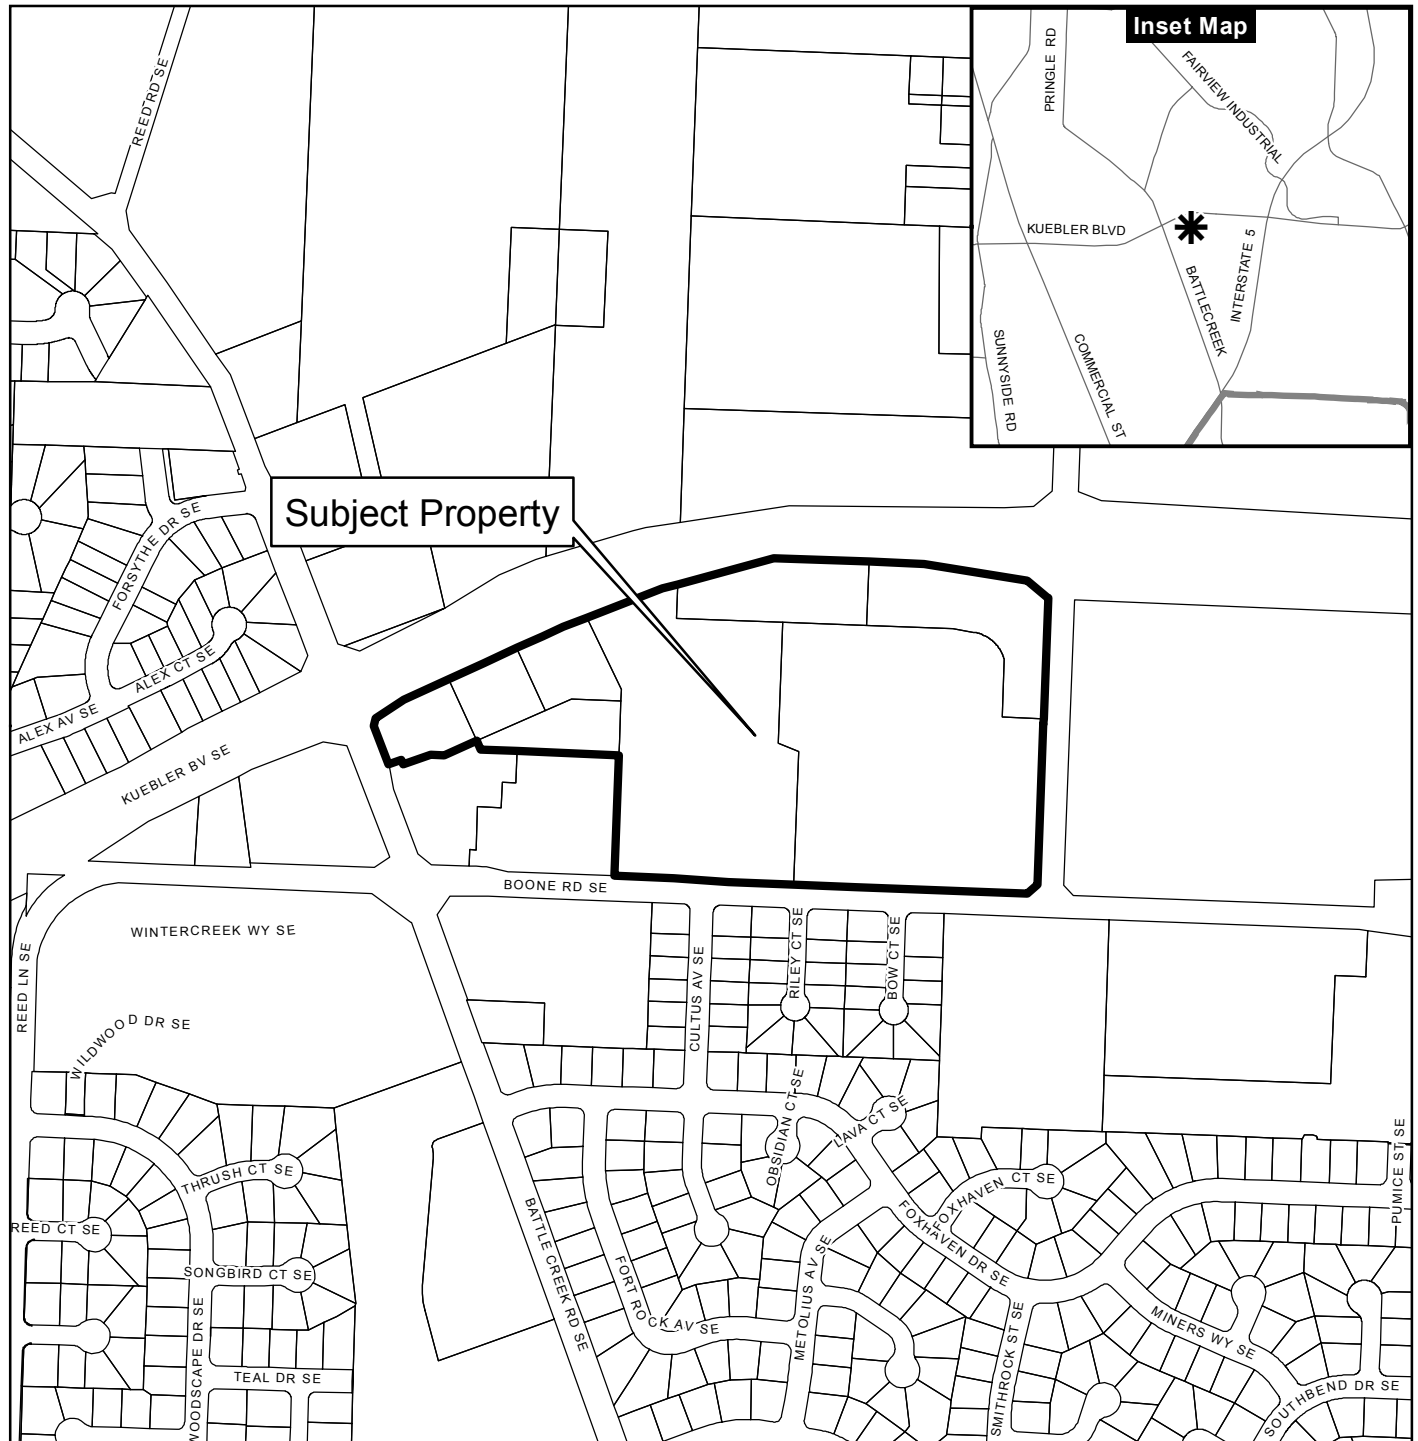 Inset Map
PRINGLE RD
FAIRVIEW INDUSTRIAL
KUEBLER BLVD
INTERSTATE 5
BATTLECREEK
SUNNYSIDE RD
COMMERCIAL ST
REED RD SE
Subject Property
FORSYTHE DR SE
ALEX CT SE
ALEX AV SE
KUEBLER BV SE
BOONE RD SE
WINTERCREEK WY SE
REED LN SE
WILDWOOD DR SE
CULTUS AV SE
RILEY CT SE
BOW CT SE
OBSIDIAN CT SE
LAVA CT SE
THRUSH CT SE
REED CT SE
SONGBIRD CT SE
WOODSCAPE DR SE
TEAL DR SE
BATTLE CREEK RD SE
FORT ROCK AV SE
METOLIUS AV SE
FOXHAVEN CT SE
FOXHAVEN DR SE
SMITHROCK ST SE
MINERS WY SE
SOUTHBEND DR SE
PUMICE ST SE